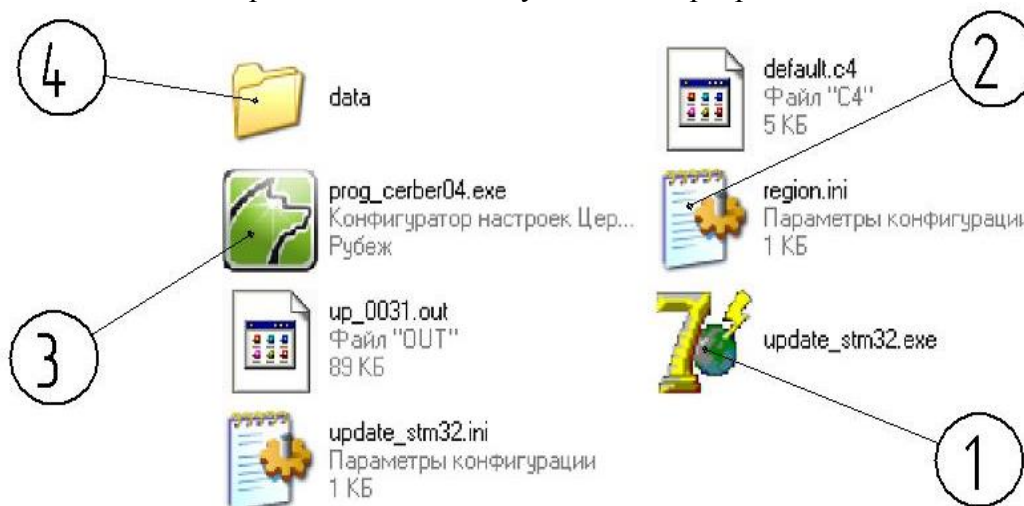 4
data
default.c4
Файл "C4"
5 КБ
2
prog_cerber04.exe
Конфигуратор настроек Цер...
Рубеж
region.ini
Параметры конфигурации
1 КБ
3
up_0031.out
Файл "OUT"
89 КБ
7
update_stm32.exe
update_stm32.ini
Параметры конфигурации
1 КБ
1